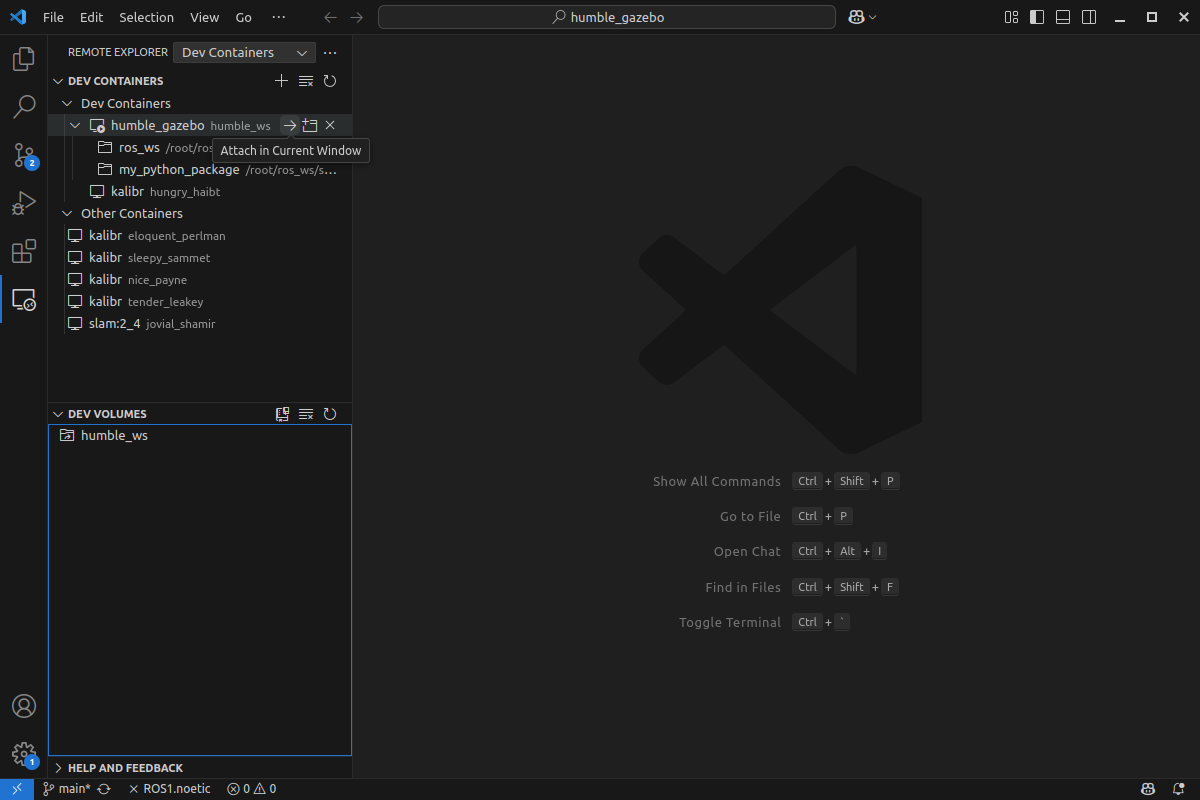 File Edit Selection View Go ··· humble_gazebo
REMOTE EXPLORER Dev Containers ···
DEV CONTAINERS
Dev Containers
humble_gazebo humble_ws
ros_ws /root/ros
Attach in Current Window
my_python_package /root/ros_ws/s...
kalibr hungry_haibt
Other Containers
kalibr eloquent_perlman
kalibr sleepy_sammet
kalibr nice_payne
kalibr tender_leakey
slam:2_4 jovial_shamir
DEV VOLUMES
humble_ws
Show All Commands Ctrl + Shift + P
Go to File Ctrl + P
Open Chat Ctrl + Alt + I
Find in Files Ctrl + Shift + F
Toggle Terminal Ctrl + `
2
1
HELP AND FEEDBACK
main* ROS1.noetic 0 0